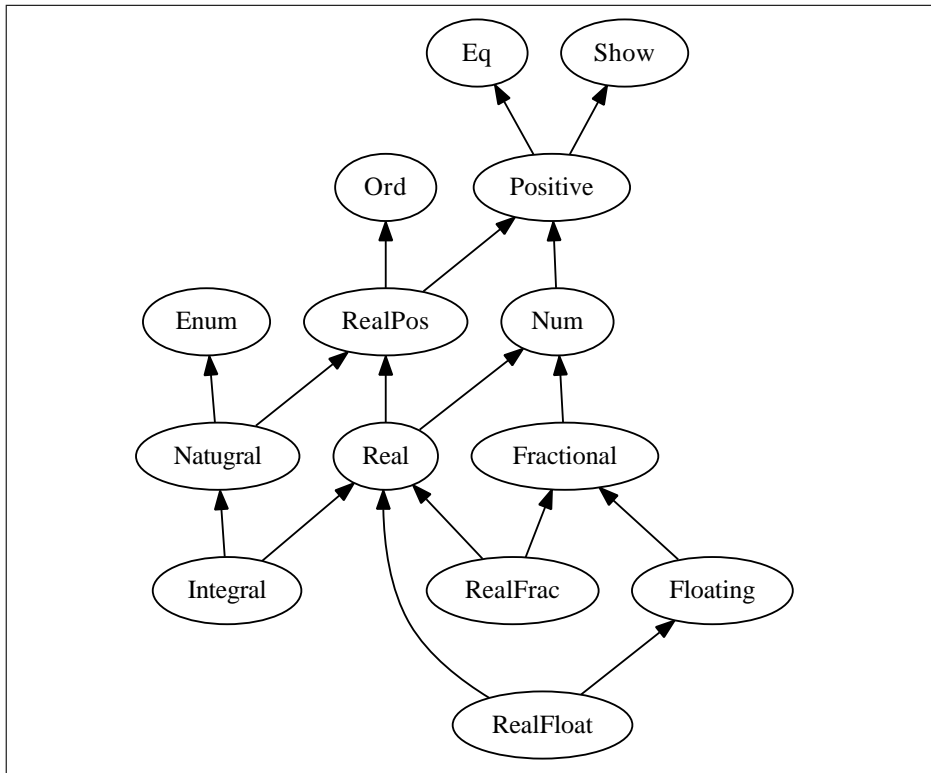 Eq Show
Ord Positive
Enum RealPos Num
Natugral Real Fractional
Integral RealFrac Floating
RealFloat